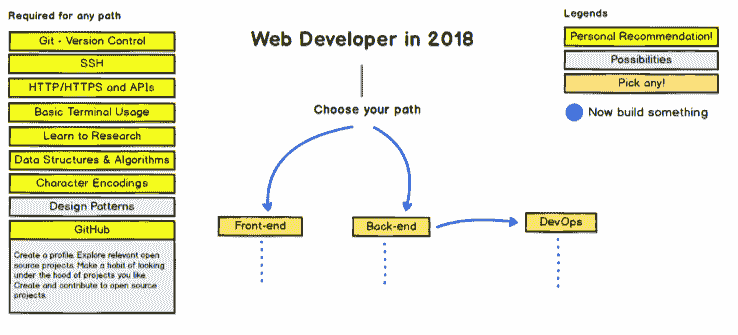 Required for any path
Git - Version Control
SSH
HTTP/HTTPS and APIs
Basic Terminal Usage
Learn to Research
Data Structures & Algorithms
Character Encodings
Design Patterns
GitHub
Create a profile. Explore relevant open
source projects. Make a habit of looking
under the hood of projects you like.
Create and contribute to open source
projects.
Web Developer in 2018
Choose your path
Front-end
Back-end
DevOps
Legends
Personal Recommendation!
Possibilities
Pick any!
Now build something